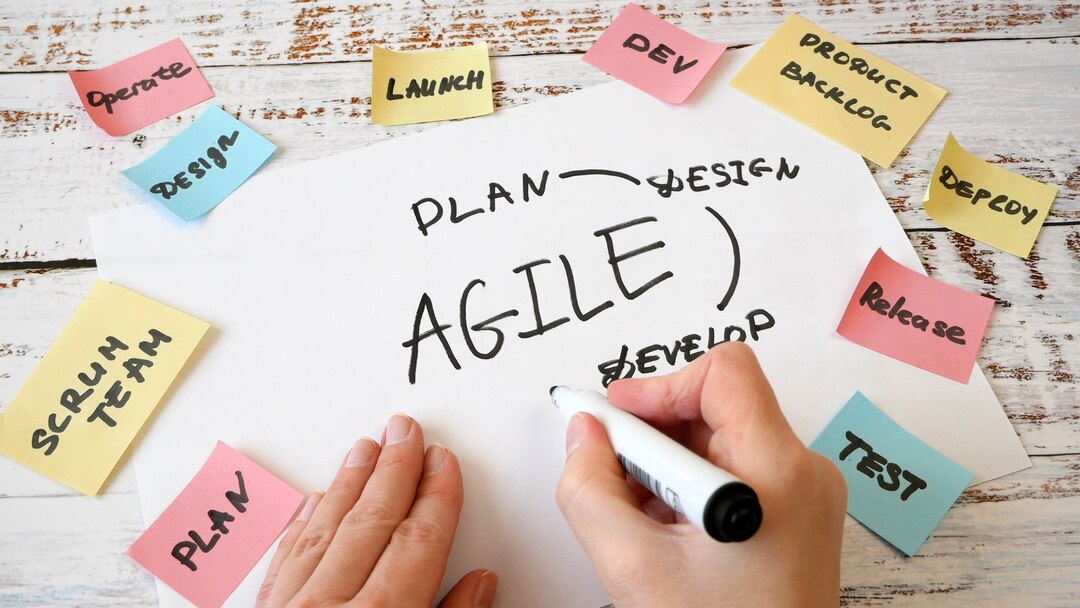 Operate
LAUNCH
DEV
PRODUCT
BACKLOG
DESIGN
DEPLOY
PLAN
DESIGN
AGILE
Release
DEVELOP
SCRUM
TEAM
TEST
PLAN